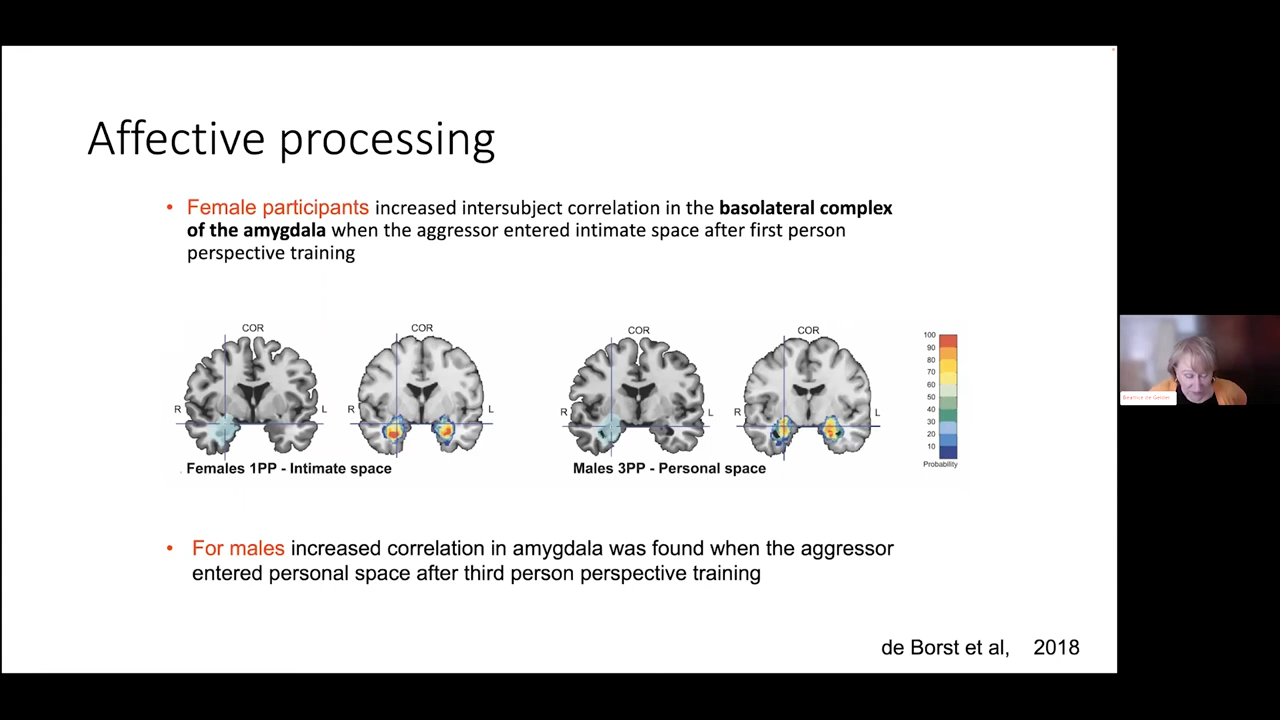 Affective processing
• Female participants increased intersubject correlation in the basolateral complex
of the amygdala when the aggressor entered intimate space after first person
perspective training
COR
COR
COR
COR
R
L
R
L
R
L
R
L
100
90
80
70
60
50
40
30
20
10
Probability
Females 1PP - Intimate space
Males 3PP - Personal space
• For males increased correlation in amygdala was found when the aggressor
entered personal space after third person perspective training
de Borst et al, 2018
Beatrice de Gelder